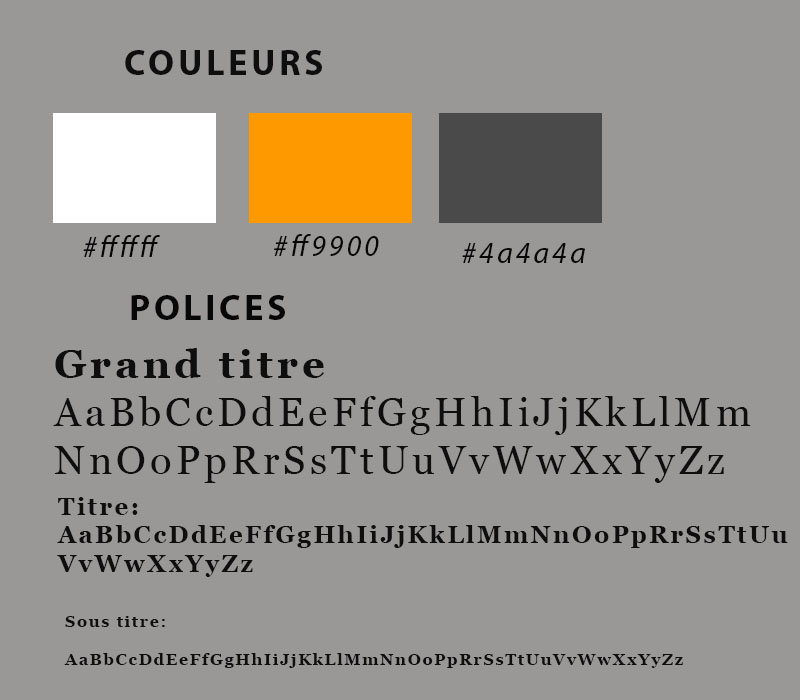 COULEURS
#ffffff #ff9900 #4a4a4a
POLICES
Grand titre
AaBbCcDdEeFfGgHhIiJjKkLlMm
NnOoPpRrSsTtUuVvWwXxYyZz
Titre:
AaBbCcDdEeFfGgHhIiJjKkLlMmNnOoPpRrSsTtUu
VvWwXxYyZz
Sous titre:
AaBbCcDdEeFfGgHhIiJjKkLlMmNnOoPpRrSsTtUuVvWwXxYyZz